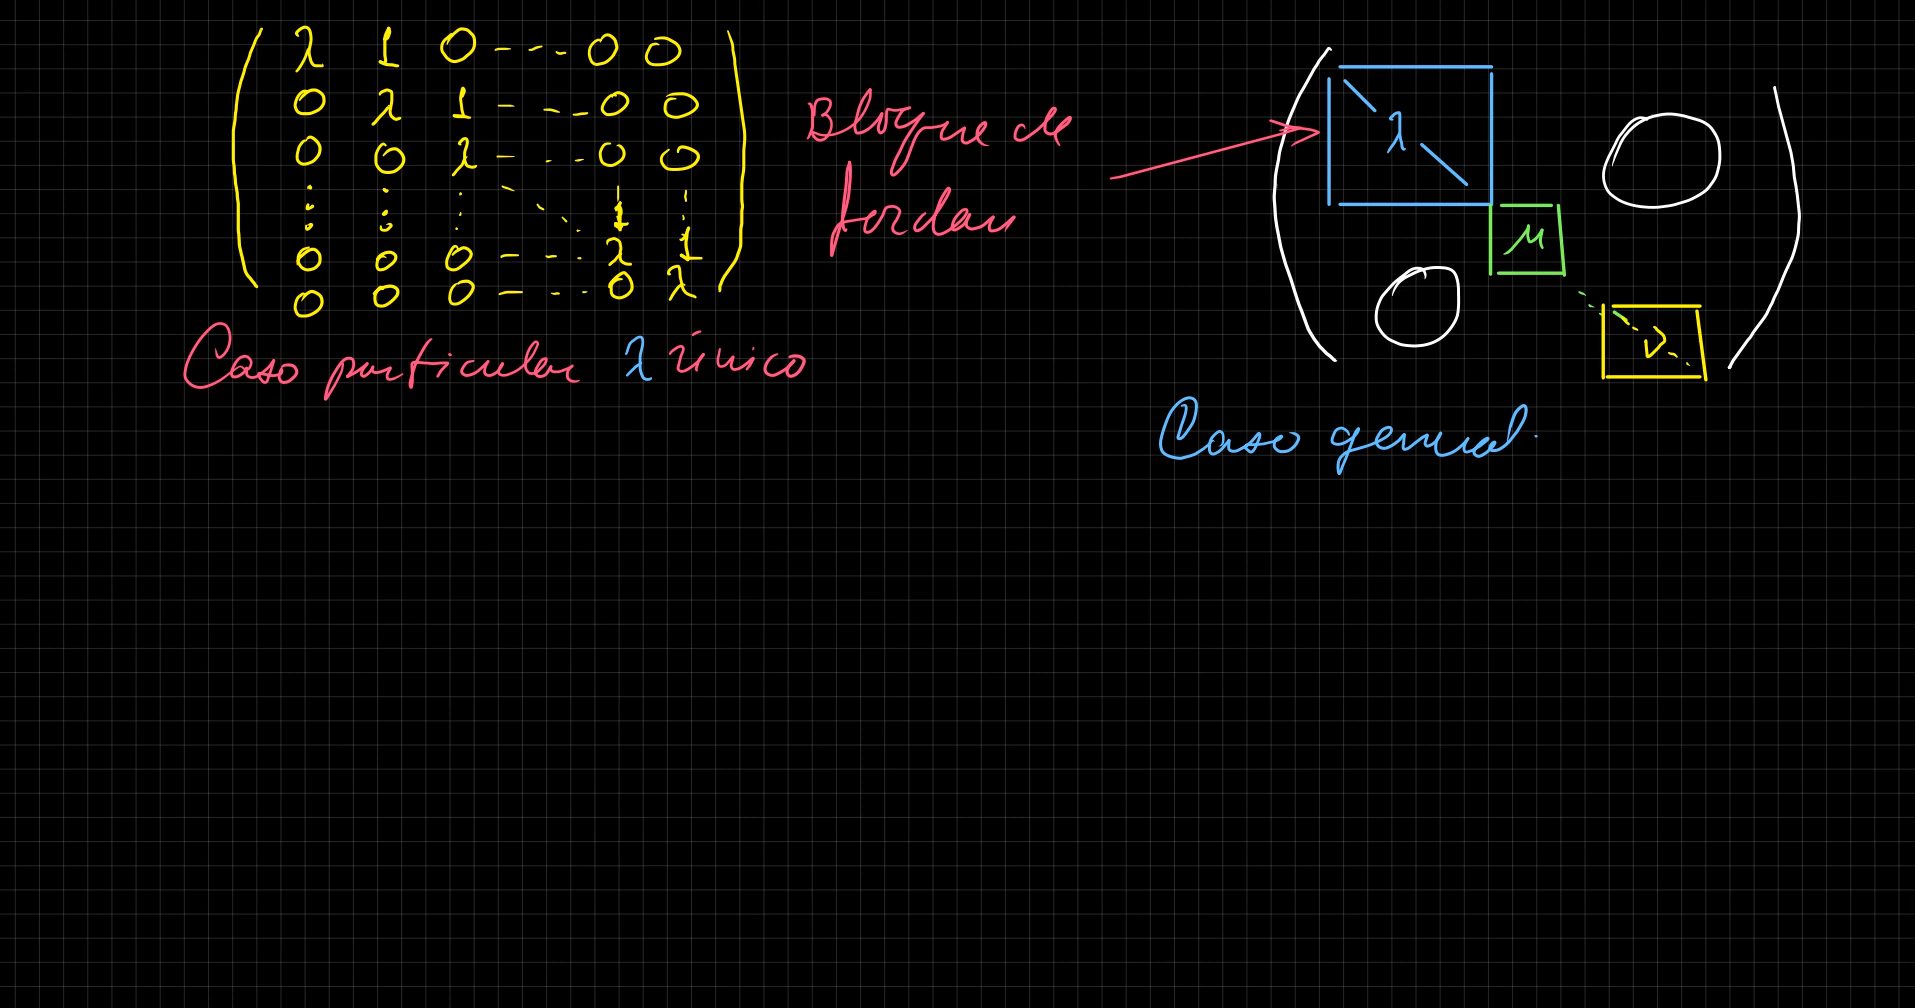 λ 1 0 - - - 0 0
0 λ 1 - - - 0 0
0 0 λ - - - 0 0
⋮ ⋮ ⋮ ⋱ 1 ⋮
0 0 0 - - - λ 1
0 0 0 - - - 0 λ
Bloque de
Jordan
Caso particular λ único
λ 0
μ
0
ν
Caso general.